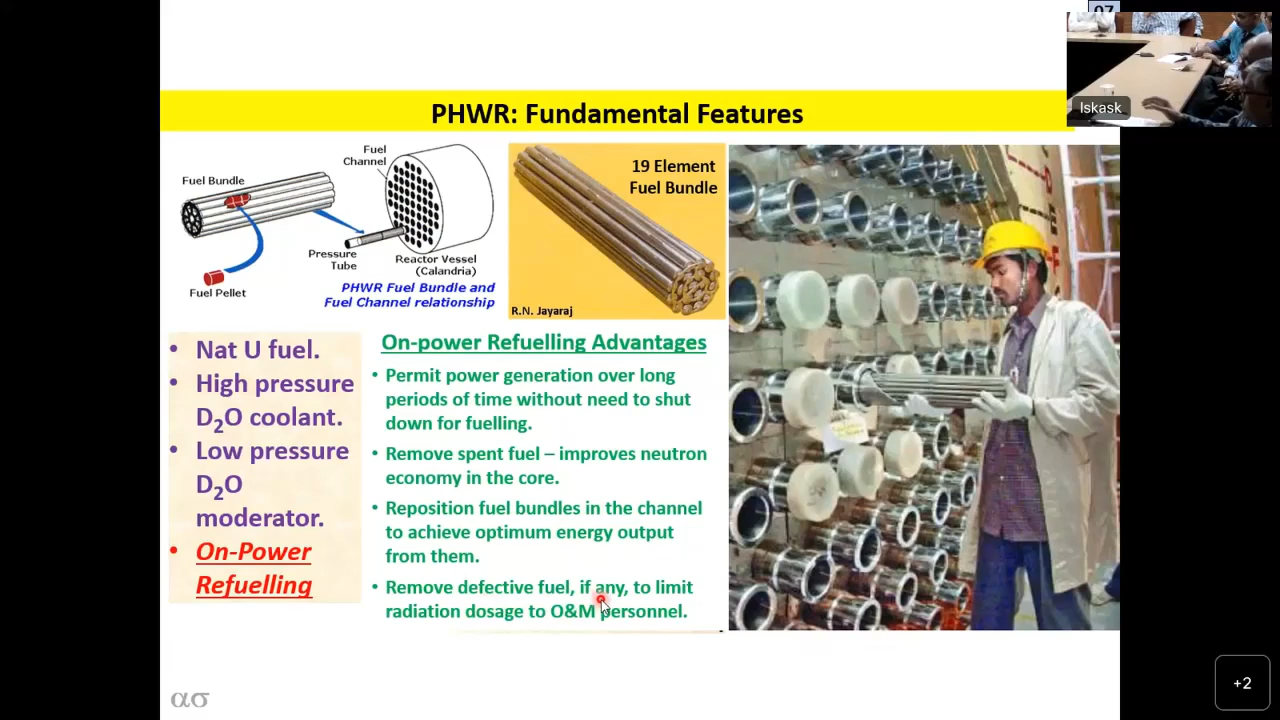 07
Iskask
PHWR: Fundamental Features
Fuel
Channel
Fuel Bundle
Pressure
Tube
Reactor Vessel
(Calandria)
Fuel Pellet
PHWR Fuel Bundle and
Fuel Channel relationship
19 Element
Fuel Bundle
R.N. Jayaraj
• Nat U fuel.
• High pressure
D₂O coolant.
• Low pressure
D₂O
moderator.
• On-Power
Refuelling
On-power Refuelling Advantages
• Permit power generation over long
periods of time without need to shut
down for fuelling.
• Remove spent fuel – improves neutron
economy in the core.
• Reposition fuel bundles in the channel
to achieve optimum energy output
from them.
• Remove defective fuel, if any, to limit
radiation dosage to O&M personnel.
ασ
+2